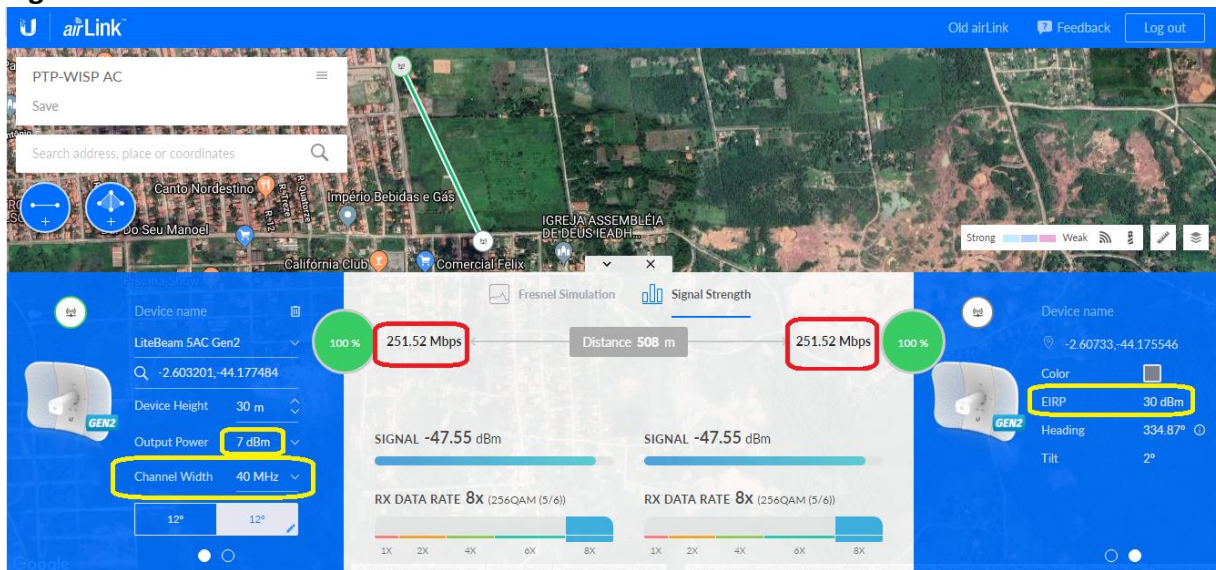 airLink
Old airLink
Feedback
Log out
PTP-WISP AC
Save
Search address, place or coordinates
Canto Nordestino
Do Seu Manoel
R-12
R. Treze
R. Quatorze
Império Bebidas e Gás
IGREJA ASSEMBLÉIA
DE DEUS IEADH...
Califórnia Club
Comercial Felix
Piscina Show
Strong
Weak
Device name
LiteBeam 5AC Gen2
-2.603201,-44.177484
Device Height 30 m
Output Power 7 dBm
Channel Width 40 MHz
12° 12°
GEN2
Fresnel Simulation
Signal Strength
100 %
251.52 Mbps
Distance 508 m
251.52 Mbps
100 %
SIGNAL -47.55 dBm
RX DATA RATE 8X (256QAM (5/6))
1X 2X 4X 6X 8X
SIGNAL -47.55 dBm
RX DATA RATE 8X (256QAM (5/6))
1X 2X 4X 6X 8X
Device name
-2.60733,-44.175546
Color
EIRP 30 dBm
Heading 334.87°
Tilt 2°
GEN2
Google